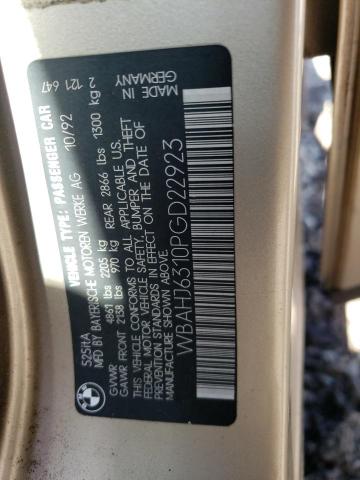 525itA
VEHICLE TYPE: PASSENGER CAR
MFD BY BAYERISCHE MOTOREN WERKE AG 10/92
GVWR 4861 lbs 2205 kg
GAWR FRONT 2138 lbs 970 kg REAR 2866 lbs 1300 kg
THIS VEHICLE CONFORMS TO ALL APPLICABLE U.S.
FEDERAL MOTOR VEHICLE SAFETY, BUMPER AND THEFT
PREVENTION STANDARDS IN EFFECT ON THE DATE OF
MANUFACTURE SHOWN ABOVE.
WBAHJ6310PGD22923
2 121 647
MADE IN
GERMANY